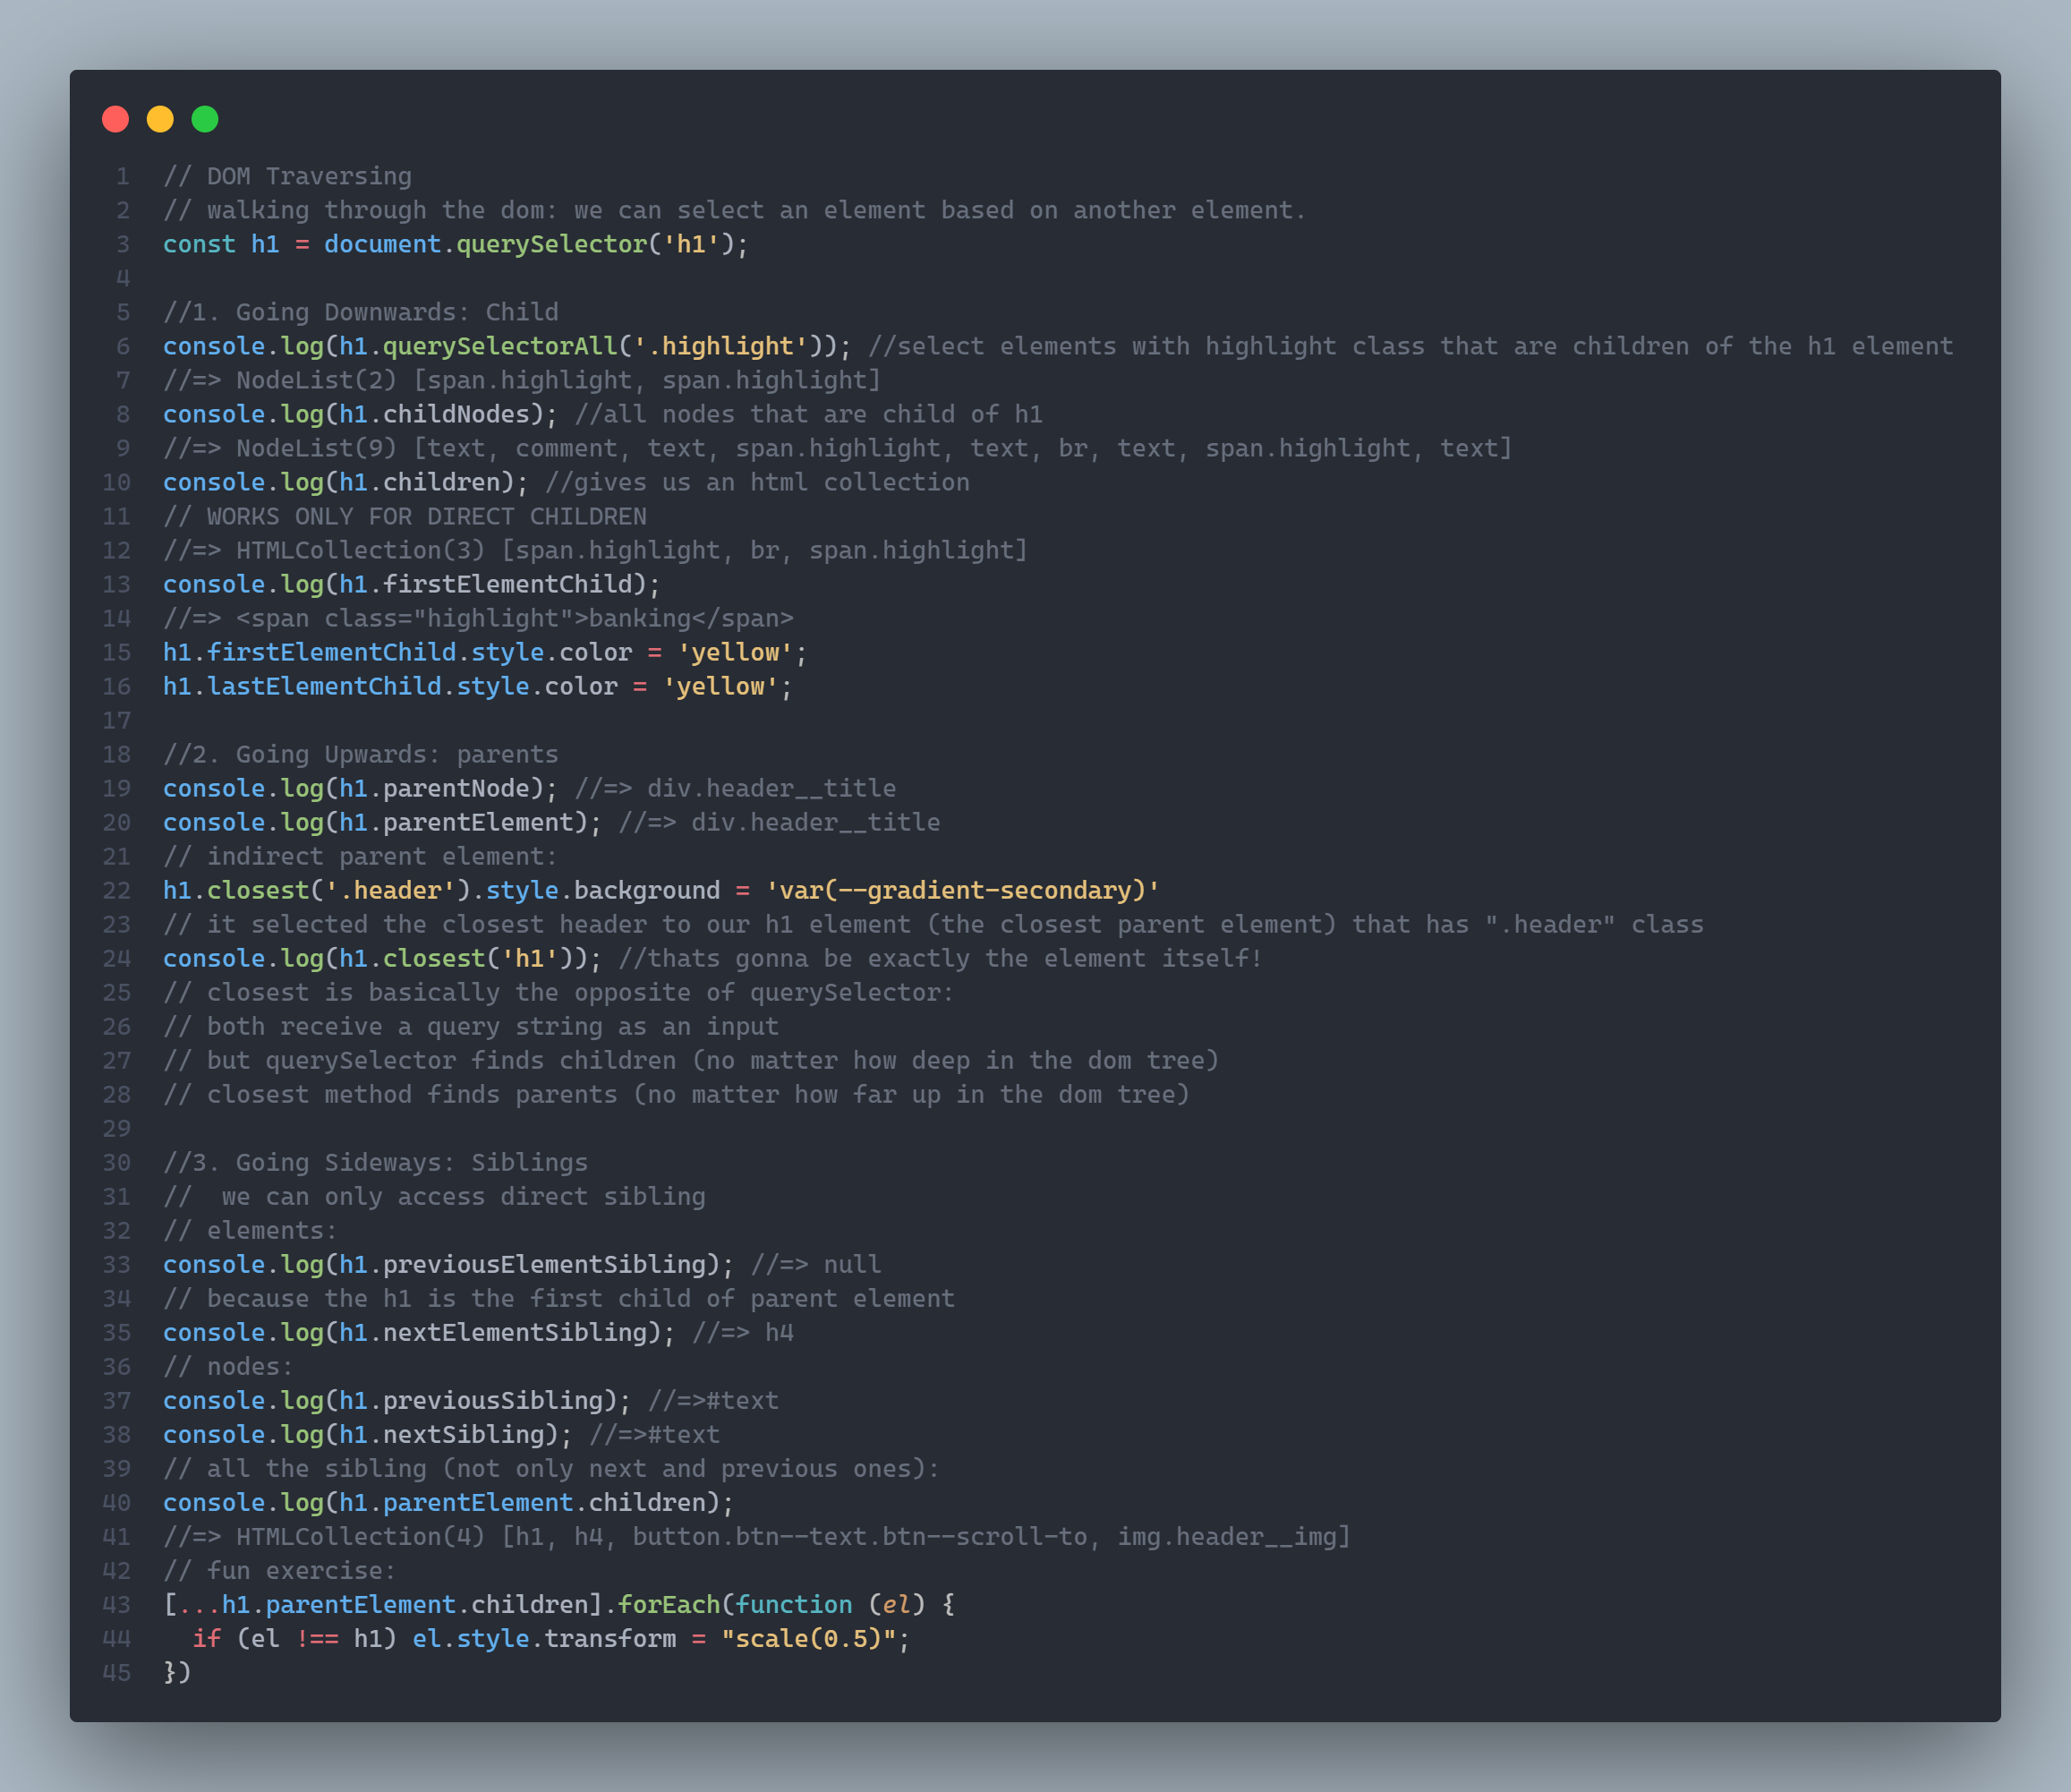 1 // DOM Traversing
2 // walking through the dom: we can select an element based on another element.
3 const h1 = document.querySelector('h1');
4
5 //1. Going Downwards: Child
6 console.log(h1.querySelectorAll('.highlight')); //select elements with highlight class that are children of the h1 element
7 //=> NodeList(2) [span.highlight, span.highlight]
8 console.log(h1.childNodes); //all nodes that are child of h1
9 //=> NodeList(9) [text, comment, text, span.highlight, text, br, text, span.highlight, text]
10 console.log(h1.children); //gives us an html collection
11 // WORKS ONLY FOR DIRECT CHILDREN
12 //=> HTMLCollection(3) [span.highlight, br, span.highlight]
13 console.log(h1.firstElementChild);
14 //=> <span class="highlight">banking</span>
15 h1.firstElementChild.style.color = 'yellow';
16 h1.lastElementChild.style.color = 'yellow';
17
18 //2. Going Upwards: parents
19 console.log(h1.parentNode); //=> div.header__title
20 console.log(h1.parentElement); //=> div.header__title
21 // indirect parent element:
22 h1.closest('.header').style.background = 'var(--gradient-secondary)'
23 // it selected the closest header to our h1 element (the closest parent element) that has ".header" class
24 console.log(h1.closest('h1')); //thats gonna be exactly the element itself!
25 // closest is basically the opposite of querySelector:
26 // both receive a query string as an input
27 // but querySelector finds children (no matter how deep in the dom tree)
28 // closest method finds parents (no matter how far up in the dom tree)
29
30 //3. Going Sideways: Siblings
31 //  we can only access direct sibling
32 // elements:
33 console.log(h1.previousElementSibling); //=> null
34 // because the h1 is the first child of parent element
35 console.log(h1.nextElementSibling); //=> h4
36 // nodes:
37 console.log(h1.previousSibling); //=>#text
38 console.log(h1.nextSibling); //=>#text
39 // all the sibling (not only next and previous ones):
40 console.log(h1.parentElement.children);
41 //=> HTMLCollection(4) [h1, h4, button.btn--text.btn--scroll-to, img.header__img]
42 // fun exercise:
43 [...h1.parentElement.children].forEach(function (el) {
44   if (el !== h1) el.style.transform = "scale(0.5)";
45 })